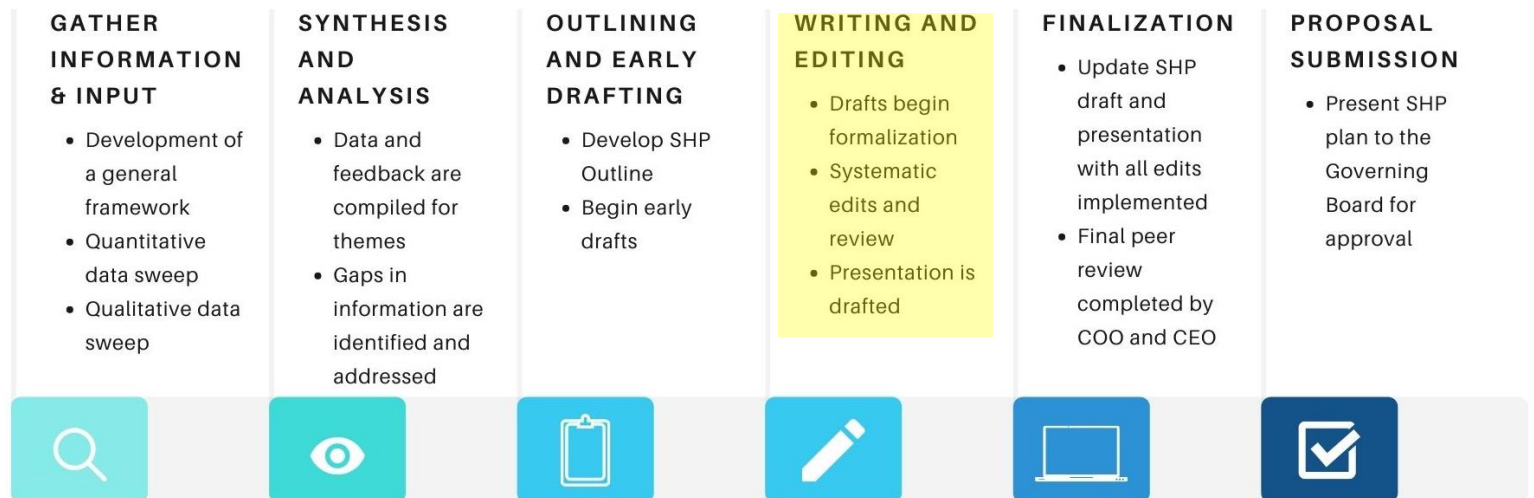 GATHER
INFORMATION
& INPUT
• Development of
a general
framework
• Quantitative
data sweep
• Qualitative data
sweep
SYNTHESIS
AND
ANALYSIS
• Data and
feedback are
compiled for
themes
• Gaps in
information are
identified and
addressed
OUTLINING
AND EARLY
DRAFTING
• Develop SHP
Outline
• Begin early
drafts
WRITING AND
EDITING
• Drafts begin
formalization
• Systematic
edits and
review
• Presentation is
drafted
FINALIZATION
• Update SHP
draft and
presentation
with all edits
implemented
• Final peer
review
completed by
COO and CEO
PROPOSAL
SUBMISSION
• Present SHP
plan to the
Governing
Board for
approval